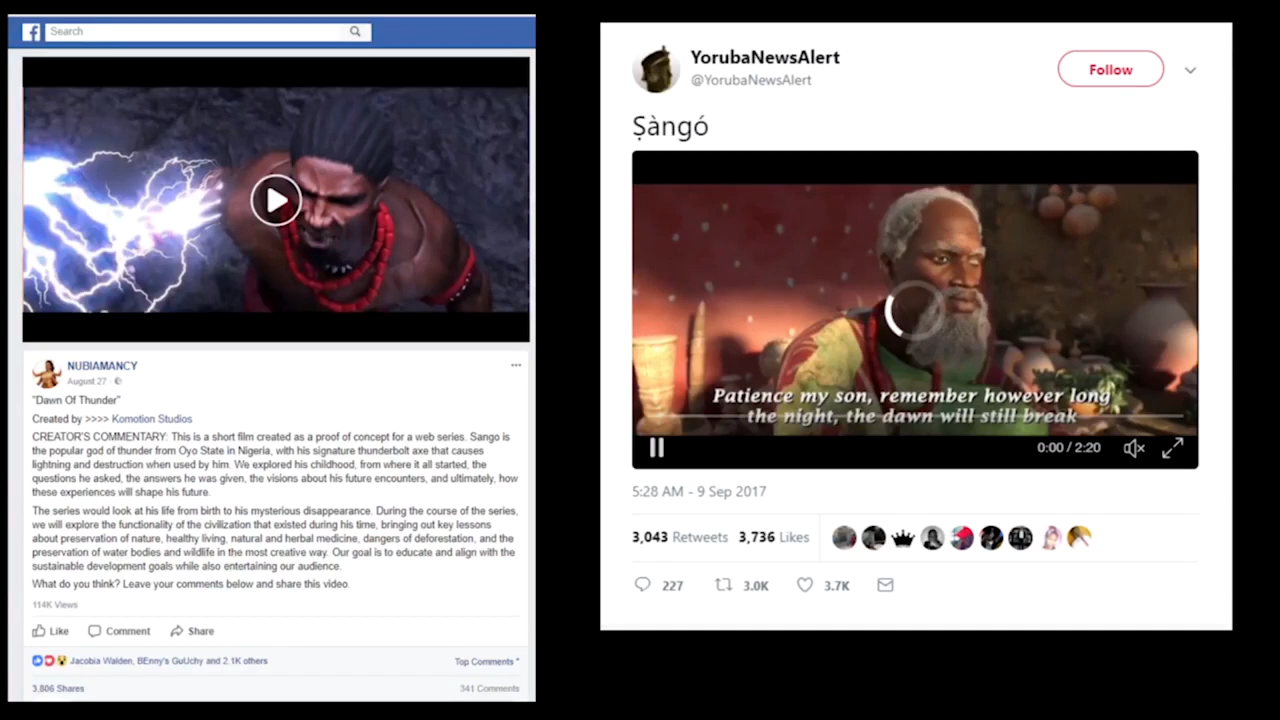 Search
NUBIAMANCY
August 27 ·
"Dawn Of Thunder"
Created by >>>> Komotion Studios
CREATOR'S COMMENTARY: This is a short film created as a proof of concept for a web series. Sango is
the popular god of thunder from Oyo State in Nigeria, with his signature thunderbolt axe that causes
lightning and destruction when used by him. We explored his childhood, from where it all started, the
questions he asked, the answers he was given, the visions about his future encounters, and ultimately, how
these experiences will shape his future.
The series would look at his life from birth to his mysterious disappearance. During the course of the series,
we will explore the functionality of the civilization that existed during his time, bringing out key lessons
about preservation of nature, healthy living, natural and herbal medicine, dangers of deforestation, and the
preservation of water bodies and wildlife in the most creative way. Our goal is to educate and align with the
sustainable development goals while also entertaining our audience.
What do you think? Leave your comments below and share this video.
114K Views
Like Comment Share
Jacobia Walden, BEnny's GuUchy and 2.1K others
Top Comments
3,806 Shares
341 Comments
YorubaNewsAlert
@YorubaNewsAlert
Follow
Ṣàngó
Patience my son, remember however long
the night, the dawn will still break
0:00 / 2:20
5:28 AM - 9 Sep 2017
3,043 Retweets 3,736 Likes
227 3.0K 3.7K